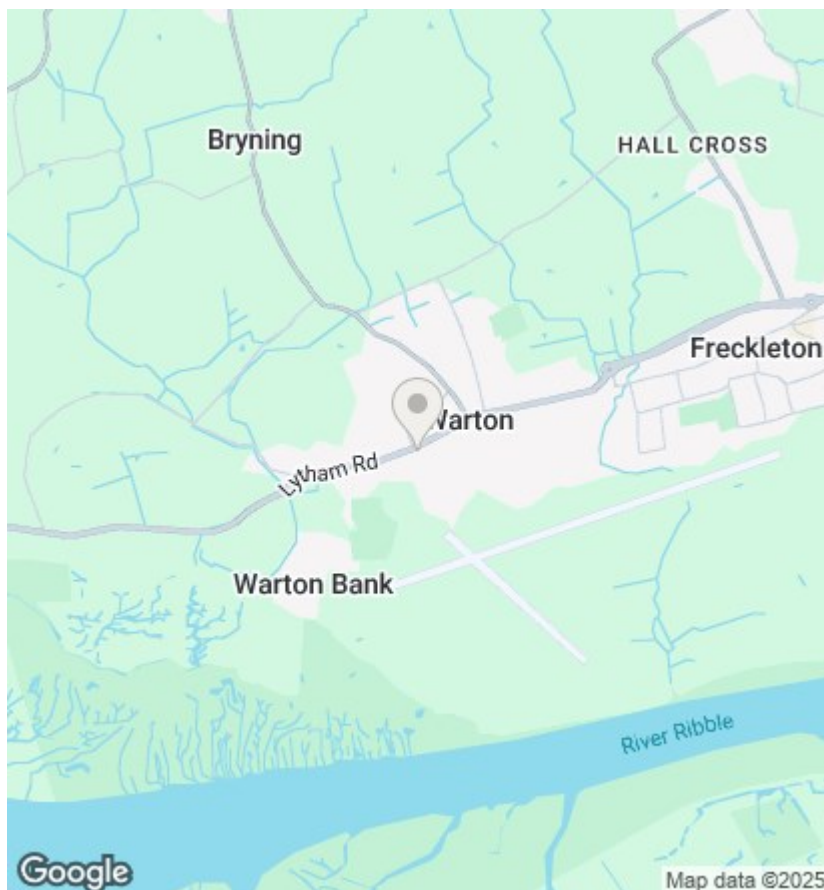 Bryning
HALL CROSS
Freckleton
Warton
Lytham Rd
Warton Bank
River Ribble
Google
Map data ©2025